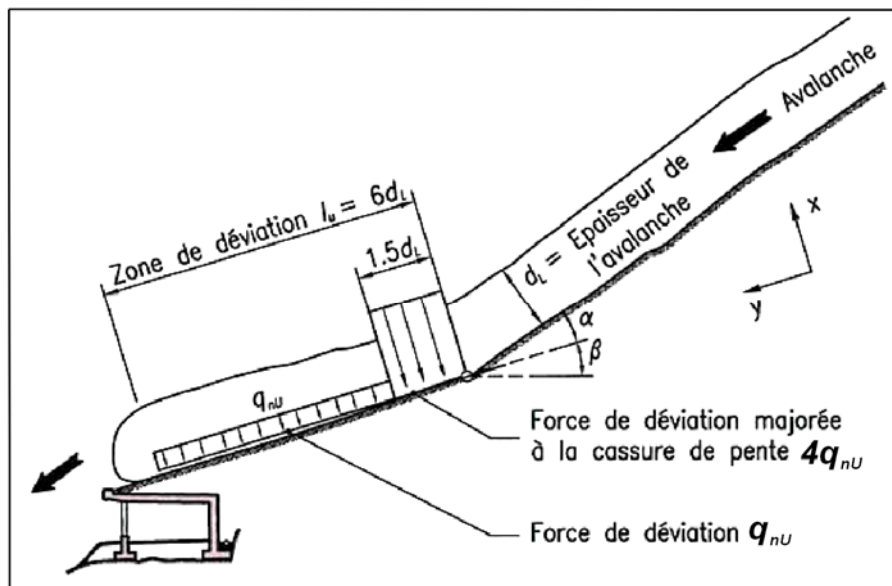 Avalanche
Zone de déviation lᵤ = 6d_L
1.5d_L
d_L = Epaisseur de
l'avalanche
x
y
α
β
q_nU
Force de déviation majorée
à la cassure de pente 4q_nU
Force de déviation q_nU